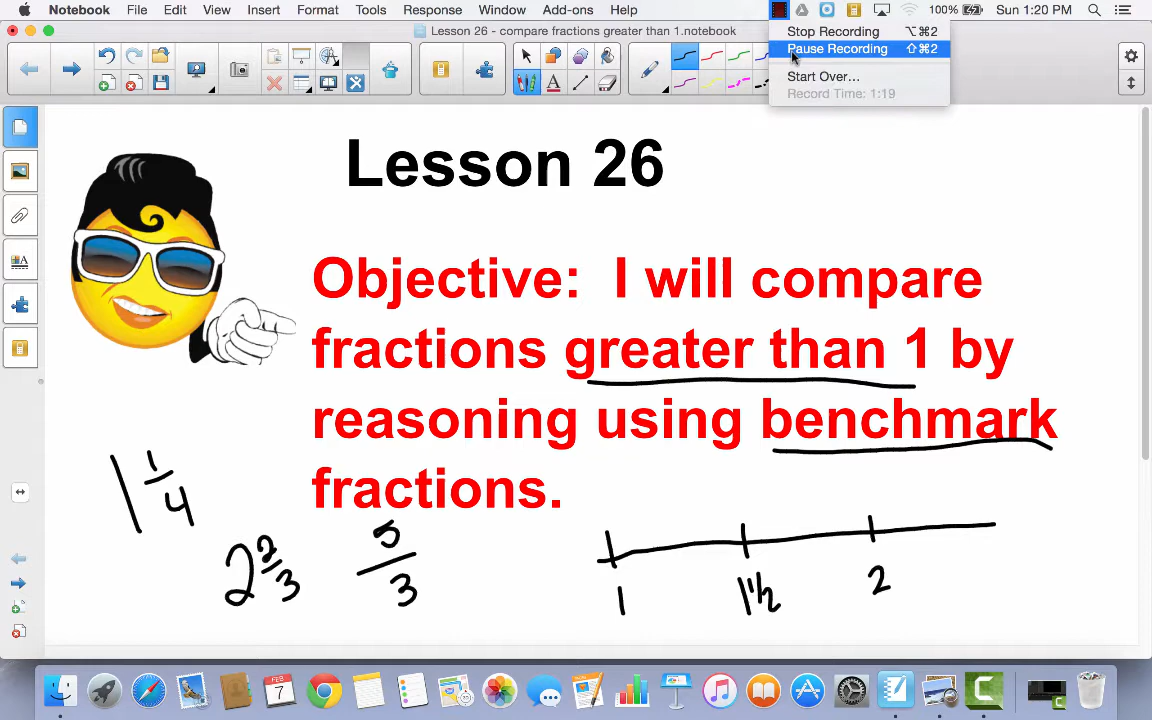 Notebook File Edit View Insert Format Tools Response Window Add-ons Help 100% Sun 1:20 PM
Stop Recording ⌥⌘2
Pause Recording ⇧⌘2
Start Over...
Record Time: 1:19
Lesson 26 - compare fractions greater than 1.notebook
Lesson 26
Objective: I will compare
fractions greater than 1 by
reasoning using benchmark
fractions.
1 1/4
2 2/3
5/3
1 1 1/2 2
FEB
7